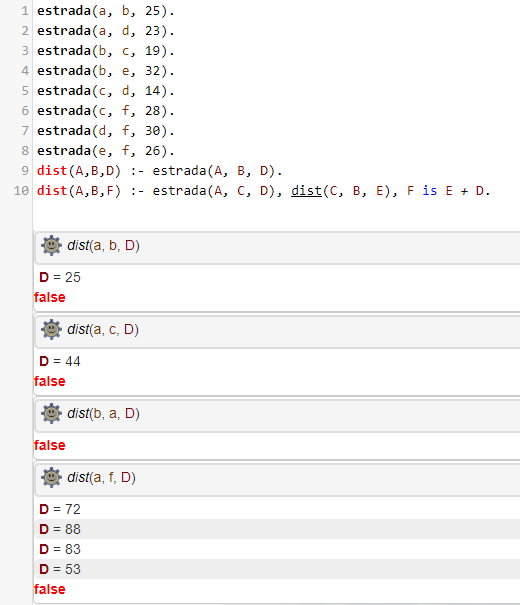 1 estrada(a, b, 25).
2 estrada(a, d, 23).
3 estrada(b, c, 19).
4 estrada(b, e, 32).
5 estrada(c, d, 14).
6 estrada(c, f, 28).
7 estrada(d, f, 30).
8 estrada(e, f, 26).
9 dist(A,B,D) :- estrada(A, B, D).
10 dist(A,B,F) :- estrada(A, C, D), dist(C, B, E), F is E + D.
dist(a, b, D)
D = 25
false
dist(a, c, D)
D = 44
false
dist(b, a, D)
false
dist(a, f, D)
D = 72
D = 88
D = 83
D = 53
false